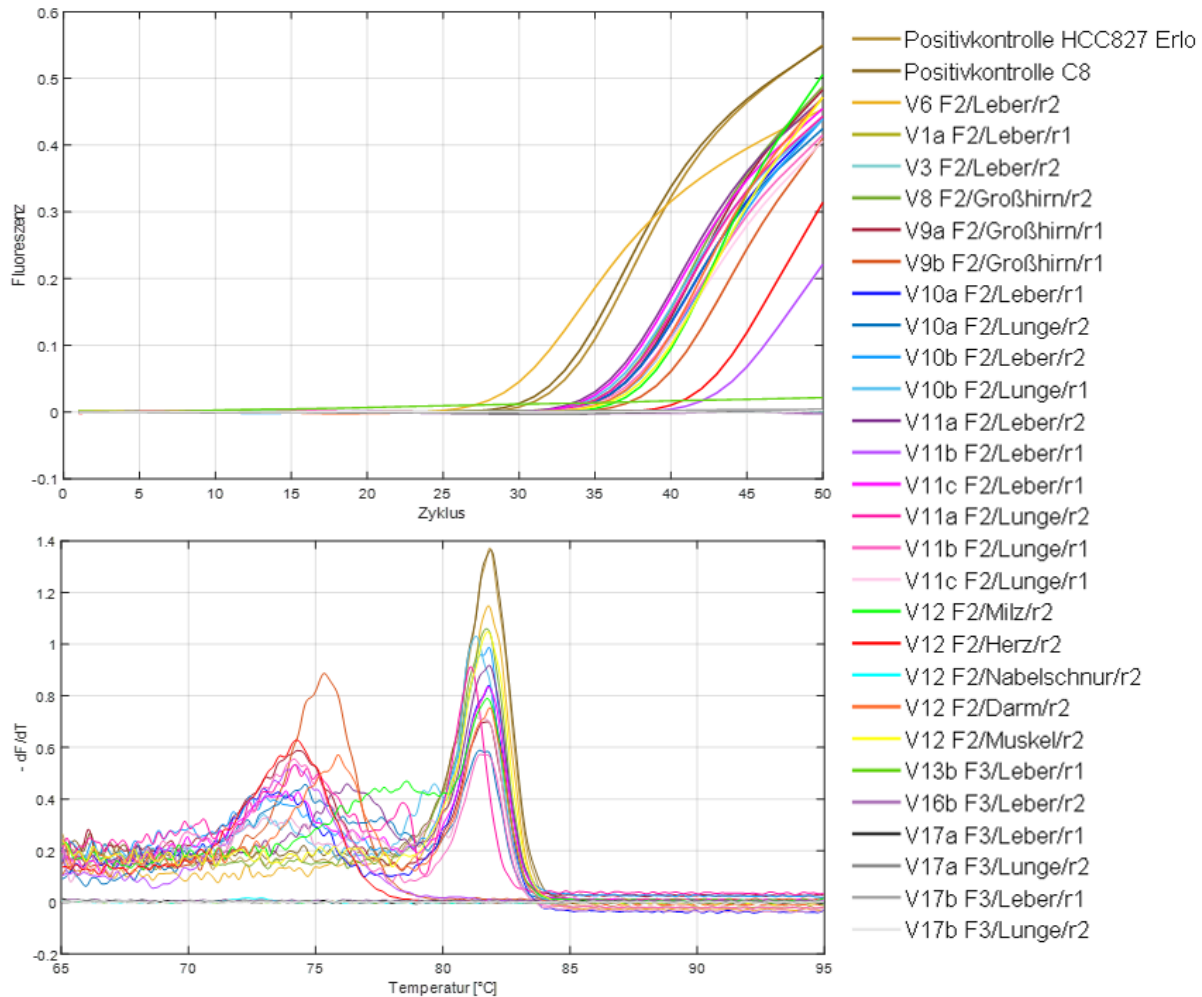 0.6
0.5
0.4
0.3
0.2
0.1
0
-0.1
Fluoreszenz
0 5 10 15 20 25 30 35 40 45 50
Zyklus
1.4
1.2
1
0.8
0.6
0.4
0.2
0
-0.2
- dF/dT
65 70 75 80 85 90 95
Temperatur [°C]
Positivkontrolle HCC827 Erlo
Positivkontrolle C8
V6 F2/Leber/r2
V1a F2/Leber/r1
V3 F2/Leber/r2
V8 F2/Großhirn/r2
V9a F2/Großhirn/r1
V9b F2/Großhirn/r1
V10a F2/Leber/r1
V10a F2/Lunge/r2
V10b F2/Leber/r2
V10b F2/Lunge/r1
V11a F2/Leber/r2
V11b F2/Leber/r1
V11c F2/Leber/r1
V11a F2/Lunge/r2
V11b F2/Lunge/r1
V11c F2/Lunge/r1
V12 F2/Milz/r2
V12 F2/Herz/r2
V12 F2/Nabelschnur/r2
V12 F2/Darm/r2
V12 F2/Muskel/r2
V13b F3/Leber/r1
V16b F3/Leber/r2
V17a F3/Leber/r1
V17a F3/Lunge/r2
V17b F3/Leber/r1
V17b F3/Lunge/r2